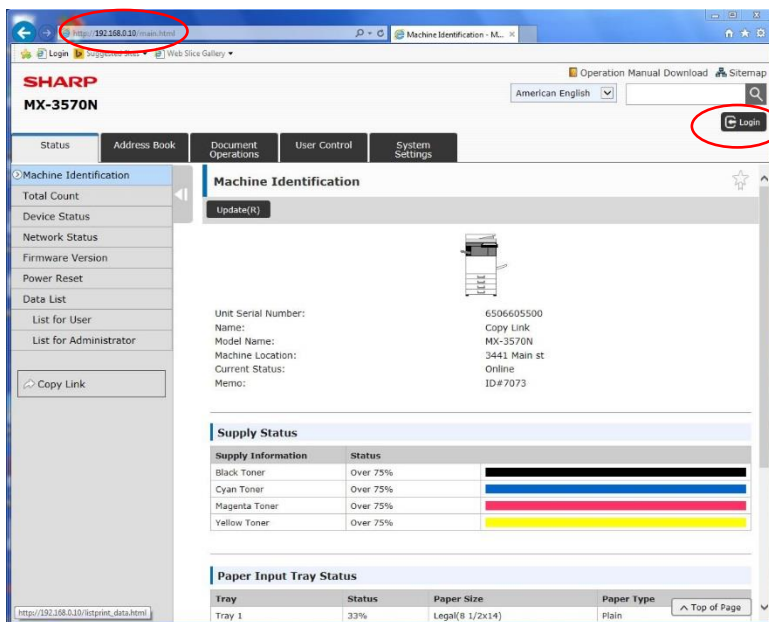 http://192.168.0.10/main.html
Machine Identification - M...
Login
Web Slice Gallery
Operation Manual Download Sitemap
SHARP
American English
MX-3570N
Login
Status Address Book Document Operations User Control System Settings
Machine Identification
Machine Identification
Total Count
Update(R)
Device Status
Network Status
Firmware Version
Power Reset
Data List
List for User
List for Administrator
Copy Link
Unit Serial Number: 6506605500
Name: Copy Link
Model Name: MX-3570N
Machine Location: 3441 Main st
Current Status: Online
Memo: ID#7073
Supply Status
Supply Information Status
Black Toner Over 75%
Cyan Toner Over 75%
Magenta Toner Over 75%
Yellow Toner Over 75%
Paper Input Tray Status
Tray Status Paper Size Paper Type
Top of Page
Tray 1 33% Legal(8 1/2x14) Plain
http://192.168.0.10/listprint_data.html